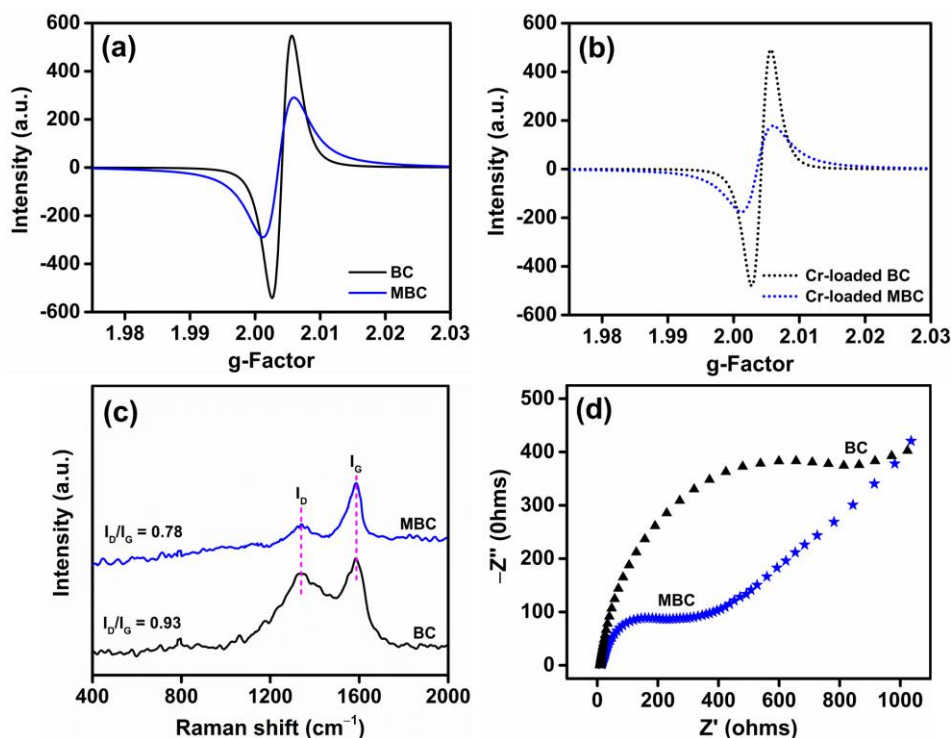 (a)
600
400
200
0
-200
-400
-600
Intensity (a.u.)
BC
MBC
1.98 1.99 2.00 2.01 2.02 2.03
g-Factor
(b)
600
400
200
0
-200
-400
-600
Intensity (a.u.)
Cr-loaded BC
Cr-loaded MBC
1.98 1.99 2.00 2.01 2.02 2.03
g-Factor
(c)
Intensity (a.u.)
I_D
I_G
I_D/I_G = 0.78
MBC
I_D/I_G = 0.93
BC
400 800 1200 1600 2000
Raman shift (cm⁻¹)
(d)
500
400
300
200
100
0
−Z" (0hms)
BC
MBC
0 200 400 600 800 1000
Z' (ohms)